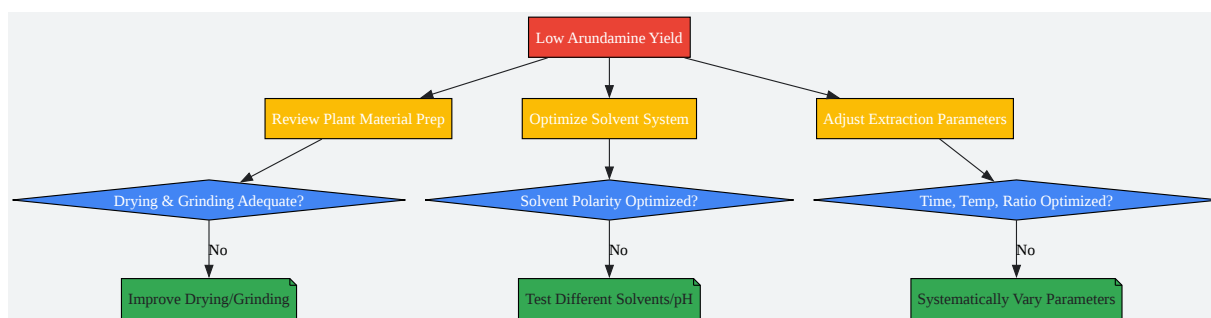 Low Arundamine Yield
Review Plant Material Prep
Optimize Solvent System
Adjust Extraction Parameters
Drying & Grinding Adequate?
Solvent Polarity Optimized?
Time, Temp, Ratio Optimized?
No
No
No
Improve Drying/Grinding
Test Different Solvents/pH
Systematically Vary Parameters